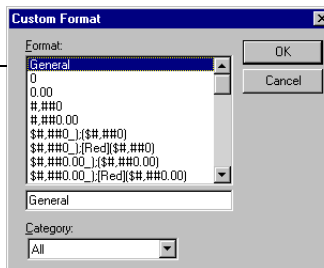 Custom Format
Format:
General
0
0.00
#,##0
#,##0.00
$#,##0_);($#,##0)
$#,##0_);[Red]($#,##0)
$#,##0.00_);($#,##0.00)
$#,##0.00_);[Red]($#,##0.00)
General
Category:
All
OK
Cancel